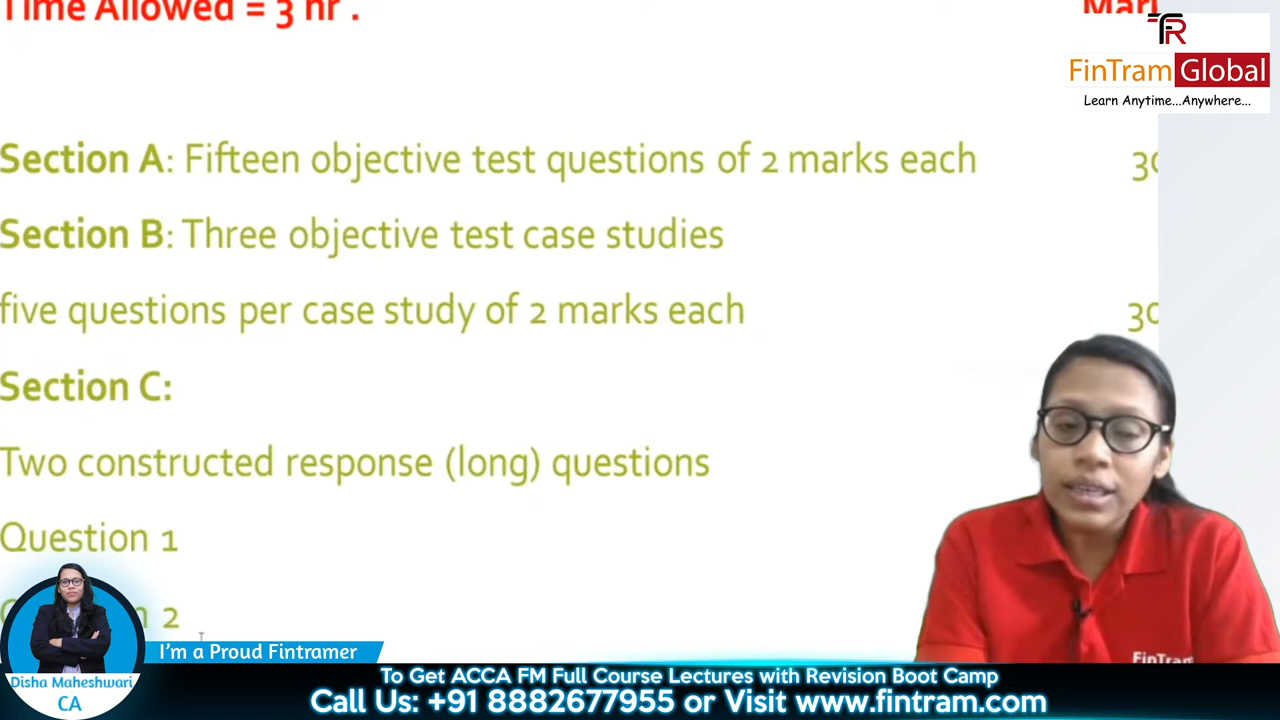 Time Allowed = 3 hr .
FinTram Global
Learn Anytime...Anywhere...
Section A: Fifteen objective test questions of 2 marks each
Section B: Three objective test case studies
five questions per case study of 2 marks each
Section C:
Two constructed response (long) questions
Question 1
2
I'm a Proud Fintramer
Disha Maheshwari
CA
FinTram
To Get ACCA FM Full Course Lectures with Revision Boot Camp
Call Us: +91 8882677955 or Visit www.fintram.com